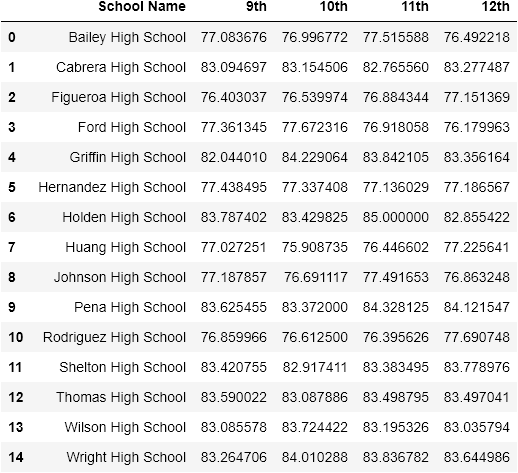 School Name 9th 10th 11th 12th
0 Bailey High School 77.083676 76.996772 77.515588 76.492218
1 Cabrera High School 83.094697 83.154506 82.765560 83.277487
2 Figueroa High School 76.403037 76.539974 76.884344 77.151369
3 Ford High School 77.361345 77.672316 76.918058 76.179963
4 Griffin High School 82.044010 84.229064 83.842105 83.356164
5 Hernandez High School 77.438495 77.337408 77.136029 77.186567
6 Holden High School 83.787402 83.429825 85.000000 82.855422
7 Huang High School 77.027251 75.908735 76.446602 77.225641
8 Johnson High School 77.187857 76.691117 77.491653 76.863248
9 Pena High School 83.625455 83.372000 84.328125 84.121547
10 Rodriguez High School 76.859966 76.612500 76.395626 77.690748
11 Shelton High School 83.420755 82.917411 83.383495 83.778976
12 Thomas High School 83.590022 83.087886 83.498795 83.497041
13 Wilson High School 83.085578 83.724422 83.195326 83.035794
14 Wright High School 83.264706 84.010288 83.836782 83.644986